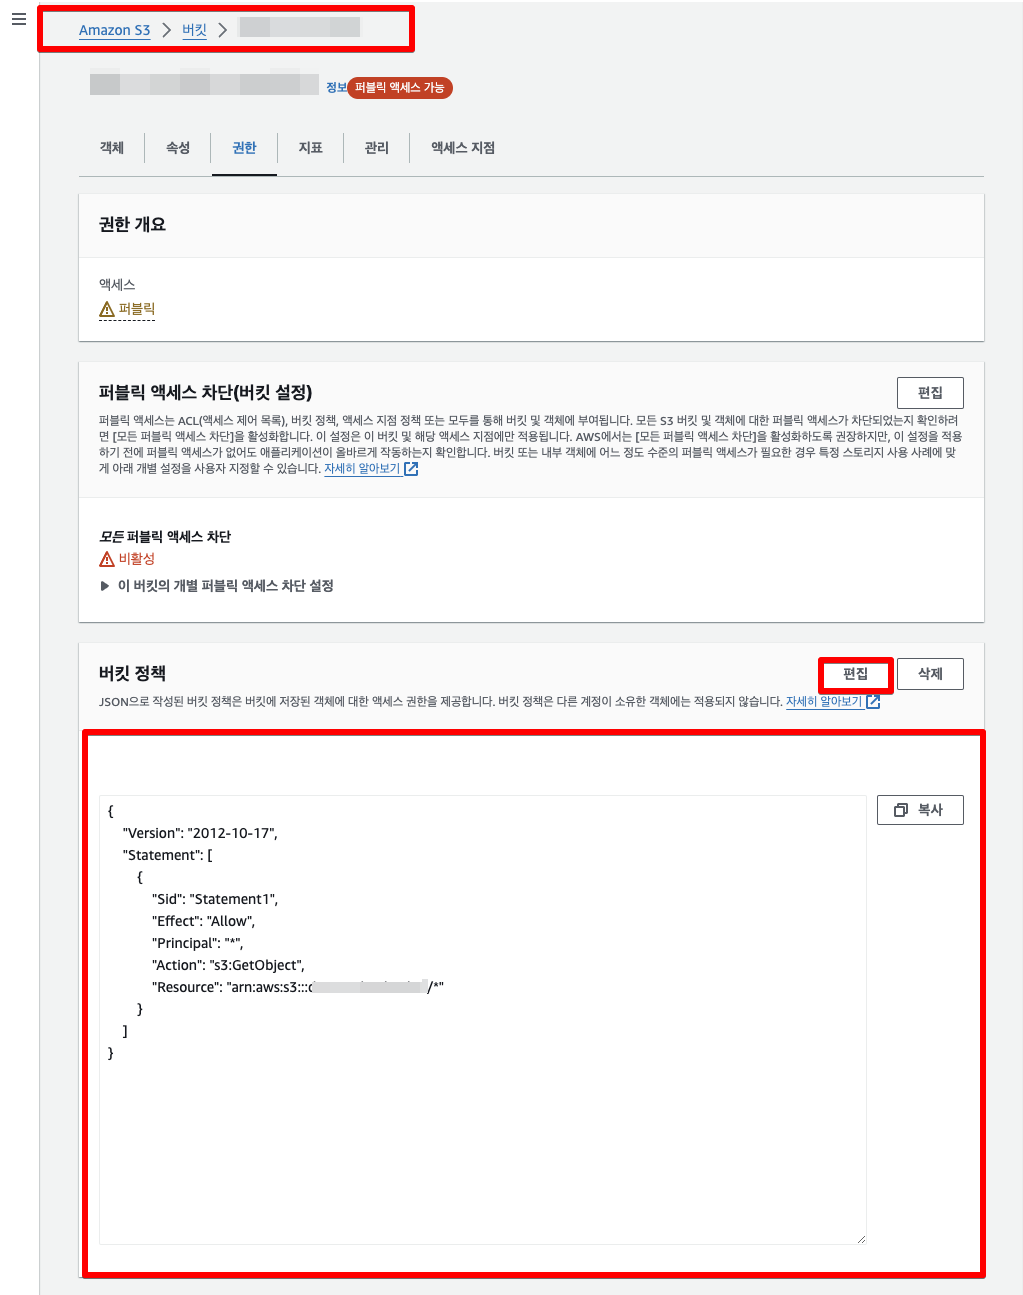 Amazon S3 > 버킷 >
정보 퍼블릭 액세스 가능
객체 속성 권한 지표 관리 액세스 지점
권한 개요
액세스
퍼블릭
퍼블릭 액세스 차단(버킷 설정) 편집
퍼블릭 액세스는 ACL(액세스 제어 목록), 버킷 정책, 액세스 지점 정책 또는 모두를 통해 버킷 및 객체에 부여됩니다. 모든 S3 버킷 및 객체에 대한 퍼블릭 액세스가 차단되었는지 확인하려
면 [모든 퍼블릭 액세스 차단]을 활성화합니다. 이 설정은 이 버킷 및 해당 액세스 지점에만 적용됩니다. AWS에서는 [모든 퍼블릭 액세스 차단]을 활성화하도록 권장하지만, 이 설정을 적용
하기 전에 퍼블릭 액세스가 없어도 애플리케이션이 올바르게 작동하는지 확인합니다. 버킷 또는 내부 객체에 어느 정도 수준의 퍼블릭 액세스가 필요한 경우 특정 스토리지 사용 사례에 맞
게 아래 개별 설정을 사용자 지정할 수 있습니다. 자세히 알아보기
모든 퍼블릭 액세스 차단
비활성
이 버킷의 개별 퍼블릭 액세스 차단 설정
버킷 정책 편집 삭제
JSON으로 작성된 버킷 정책은 버킷에 저장된 객체에 대한 액세스 권한을 제공합니다. 버킷 정책은 다른 계정이 소유한 객체에는 적용되지 않습니다. 자세히 알아보기
복사
{
"Version": "2012-10-17",
"Statement": [
{
"Sid": "Statement1",
"Effect": "Allow",
"Principal": "*",
"Action": "s3:GetObject",
"Resource": "arn:aws:s3::: /*"
}
]
}